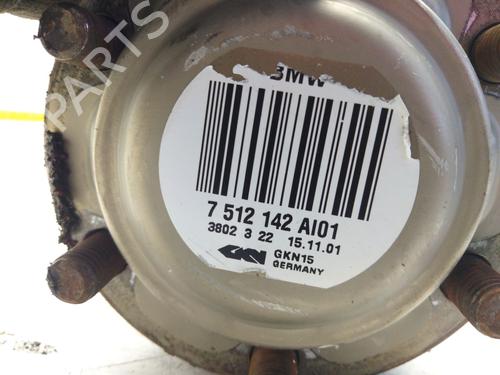 PARTS
BMW
7 512 142 AI01
3802 3 22 15.11.01
GKN GKN15
GERMANY